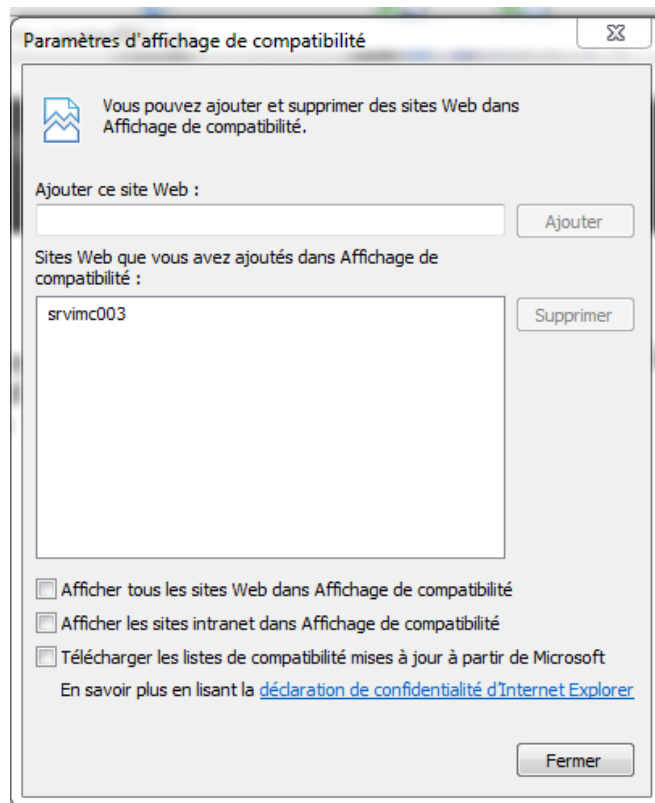 Paramètres d'affichage de compatibilité
Vous pouvez ajouter et supprimer des sites Web dans
Affichage de compatibilité.
Ajouter ce site Web :
Ajouter
Sites Web que vous avez ajoutés dans Affichage de
compatibilité :
srvimc003
Supprimer
Afficher tous les sites Web dans Affichage de compatibilité
Afficher les sites intranet dans Affichage de compatibilité
Télécharger les listes de compatibilité mises à jour à partir de Microsoft
En savoir plus en lisant la déclaration de confidentialité d'Internet Explorer
Fermer